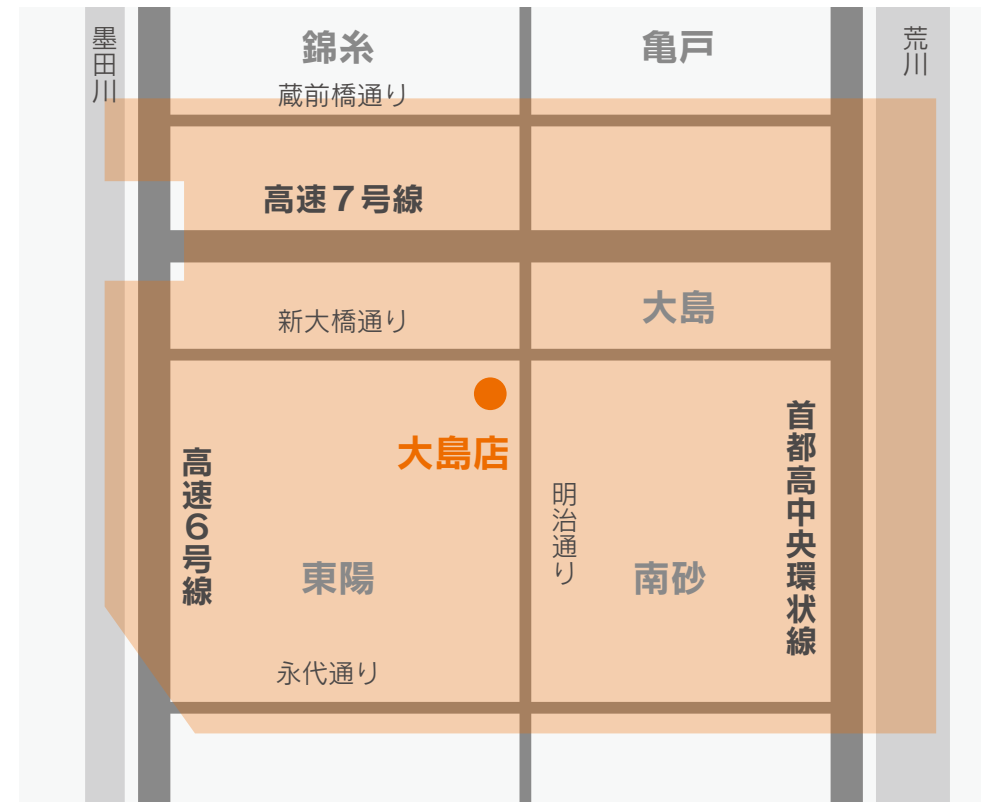 墨田川
錦糸
亀戸
荒川
蔵前橋通り
高速7号線
新大橋通り
大島
大島店
首都高中央環状線
高速6号線
明治通り
東陽
南砂
永代通り